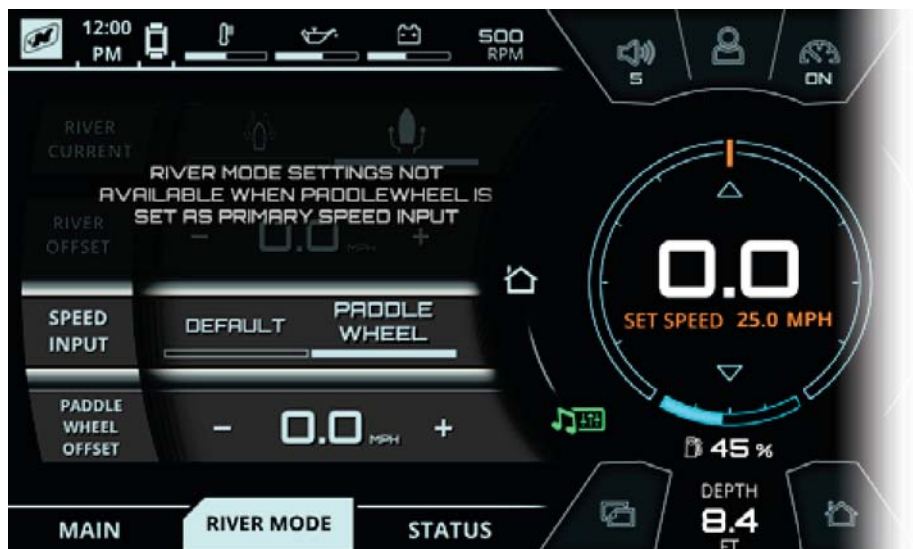 12:00
PM
500
RPM
5
ON
RIVER
CURRENT
RIVER MODE SETTINGS NOT
AVAILABLE WHEN PADDLEWHEEL IS
SET AS PRIMARY SPEED INPUT
RIVER
OFFSET
- 0.0 MPH +
SPEED
INPUT
DEFAULT
PADDLE
WHEEL
PADDLE
WHEEL
OFFSET
- 0.0 MPH +
0.0
SET SPEED 25.0 MPH
45 %
DEPTH
8.4
FT
MAIN
RIVER MODE
STATUS